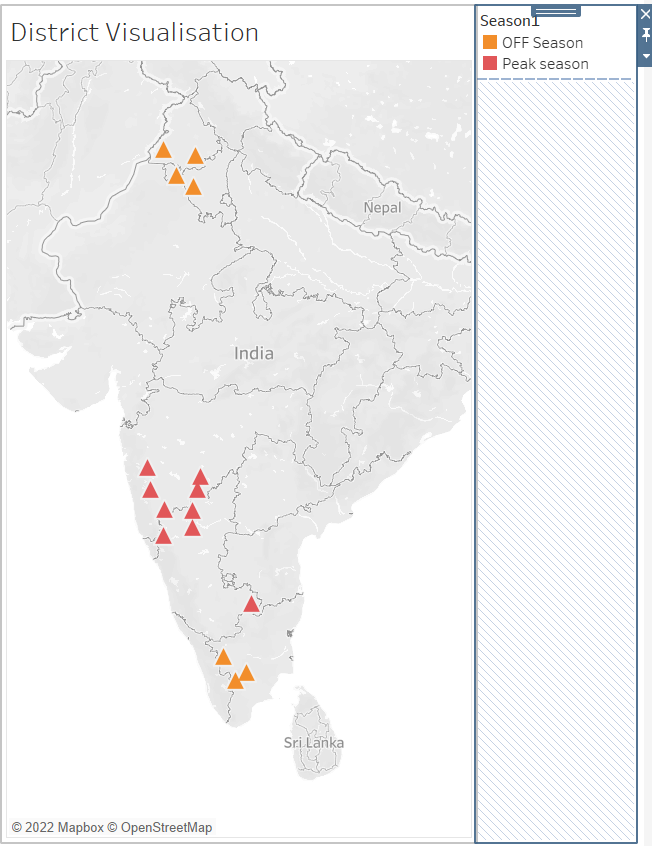 District Visualisation
Season1
OFF Season
Peak season
Nepal
India
Sri Lanka
© 2022 Mapbox © OpenStreetMap